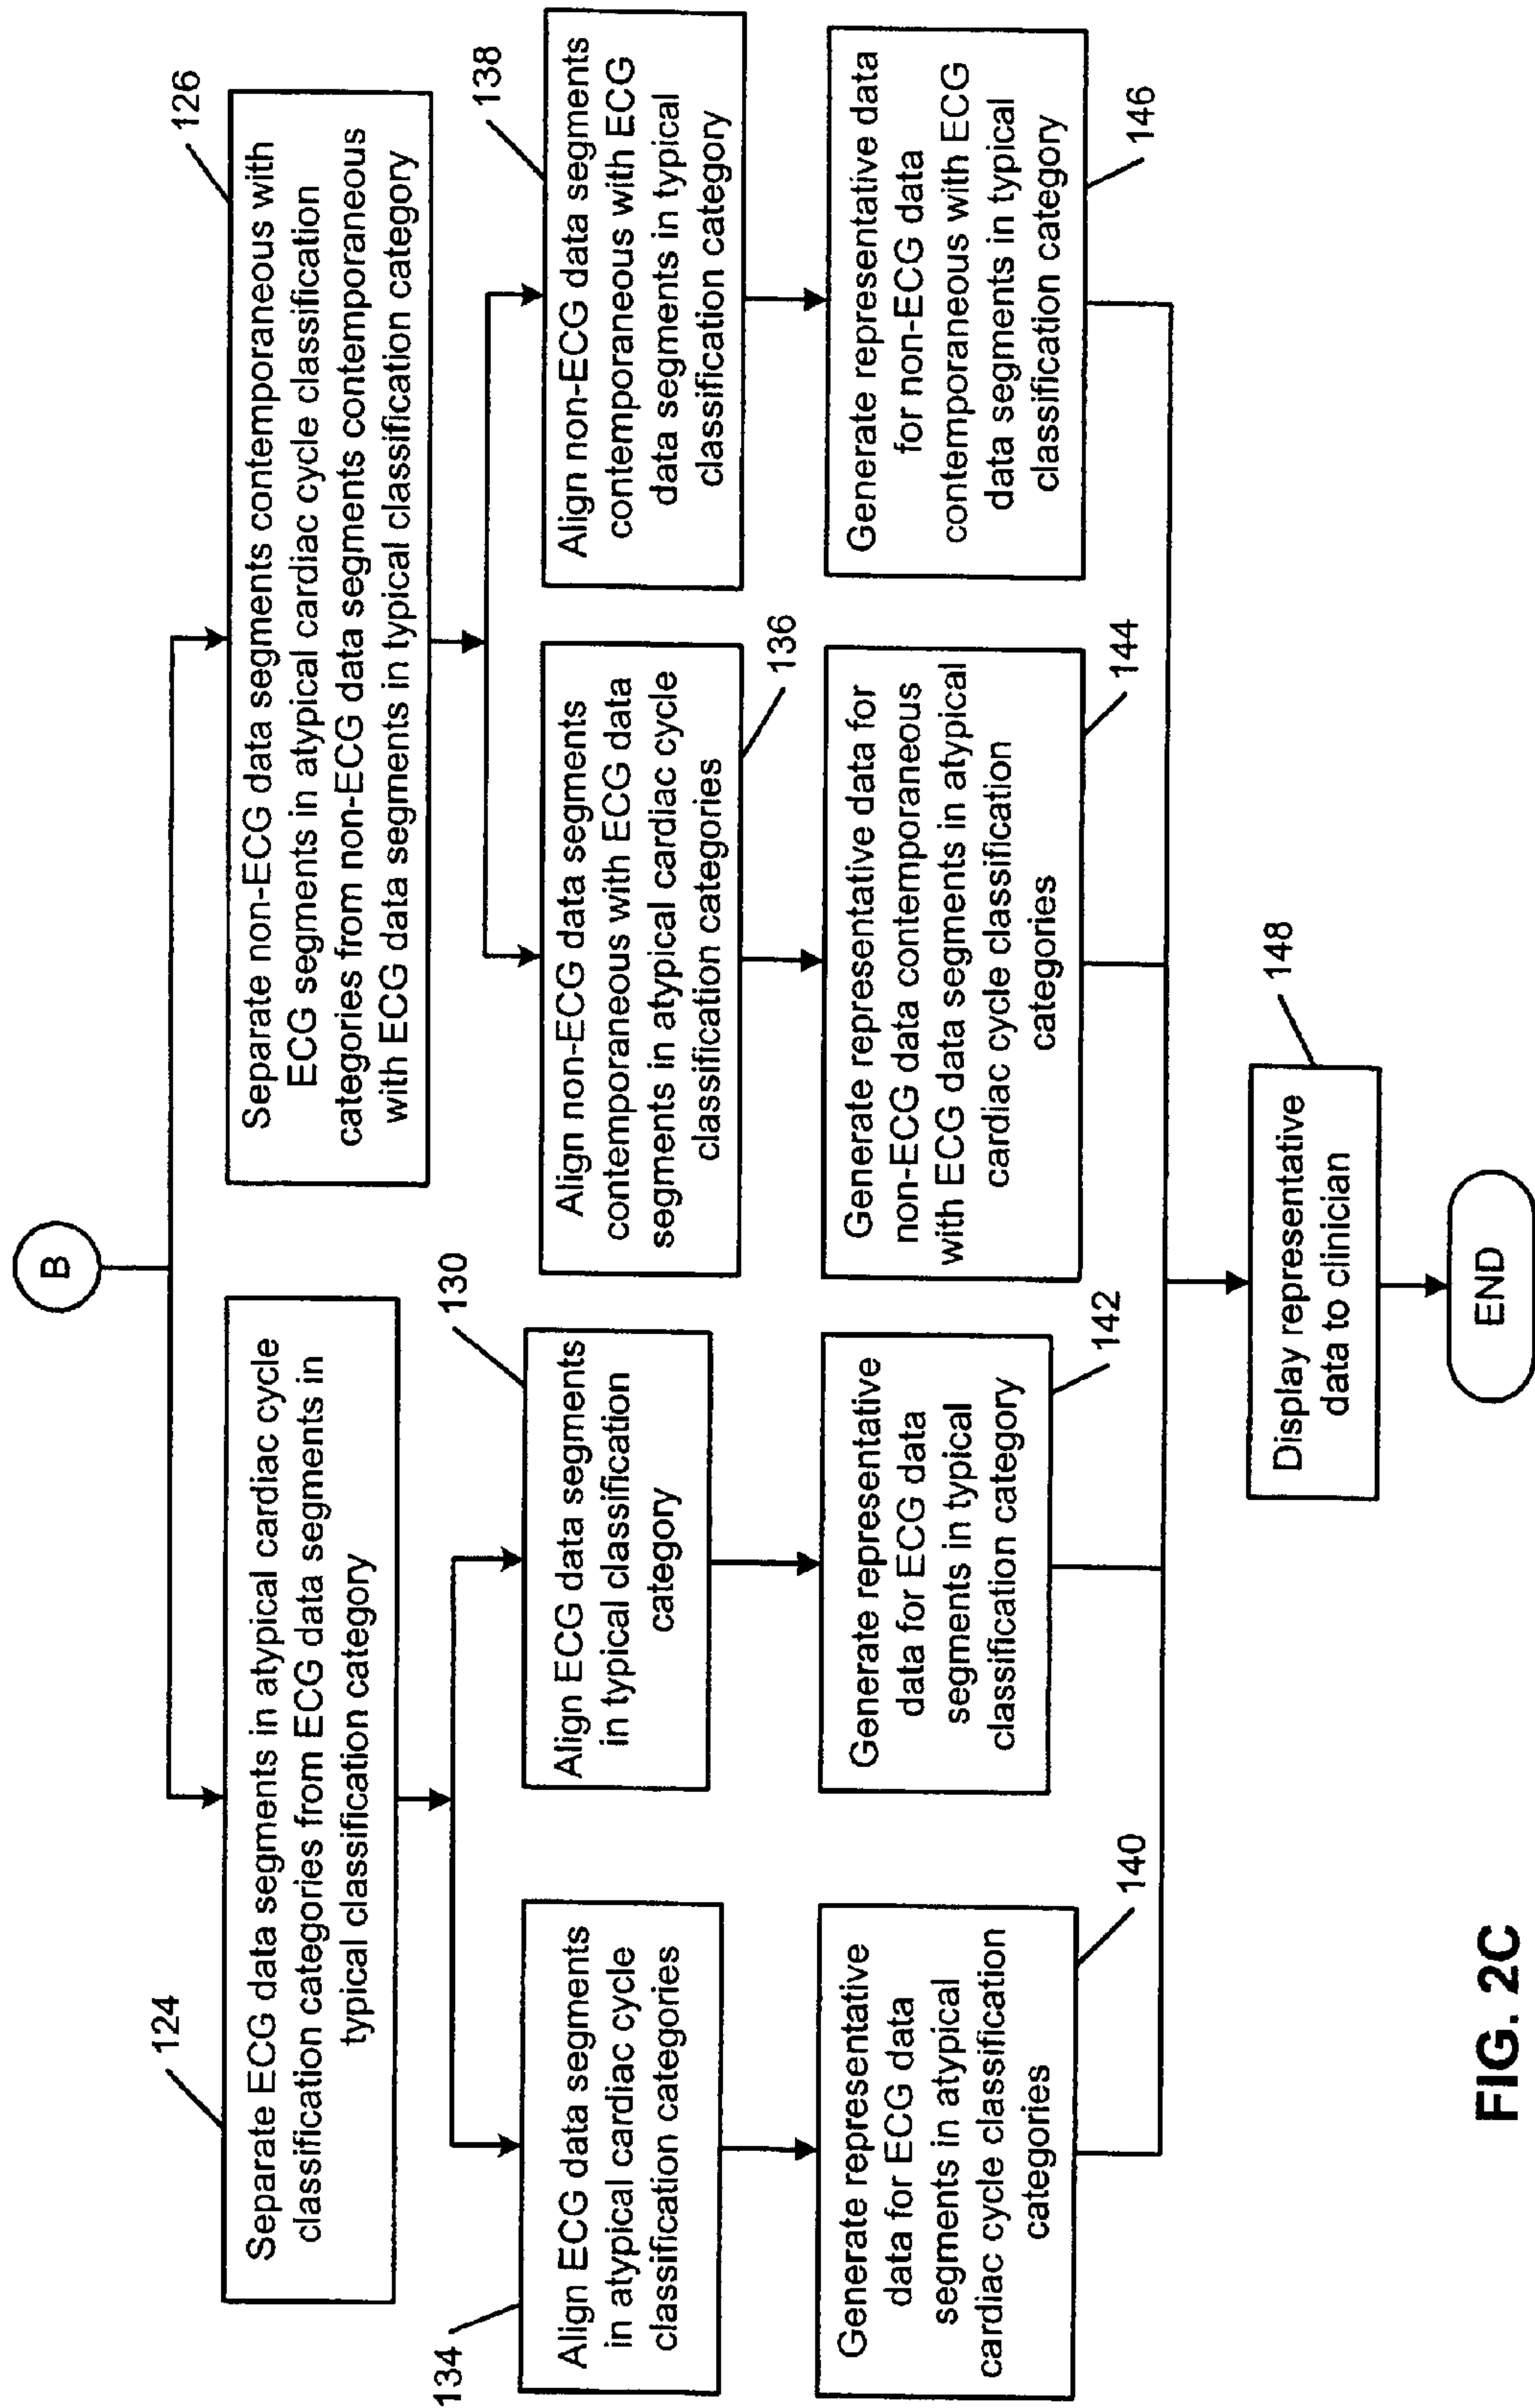 B
124
Separate ECG data segments in atypical cardiac cycle
classification categories from ECG data segments in
typical classification category
126
Separate non-ECG data segments contemporaneous with
ECG segments in atypical cardiac cycle classification
categories from non-ECG data segments contemporaneous
with ECG data segments in typical classification category
134
Align ECG data segments
in atypical cardiac cycle
classification categories
130
Align ECG data segments
in typical classification
category
136
Align non-ECG data segments
contemporaneous with ECG data
segments in atypical cardiac cycle
classification categories
138
Align non-ECG data segments
contemporaneous with ECG
data segments in typical
classification category
140
Generate representative
data for ECG data
segments in atypical
cardiac cycle classification
categories
142
Generate representative
data for ECG data
segments in typical
classification category
144
Generate representative data for
non-ECG data contemporaneous
with ECG data segments in atypical
cardiac cycle classification
categories
146
Generate representative data
for non-ECG data
contemporaneous with ECG
data segments in typical
classification category
148
Display representative
data to clinician
END
FIG. 2C